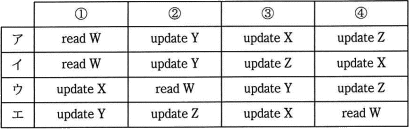 ① ② ③ ④
ア read W update Y update X update Z
イ read W update Y update Z update X
ウ update X read W update Y update Z
エ update Y update Z update X read W